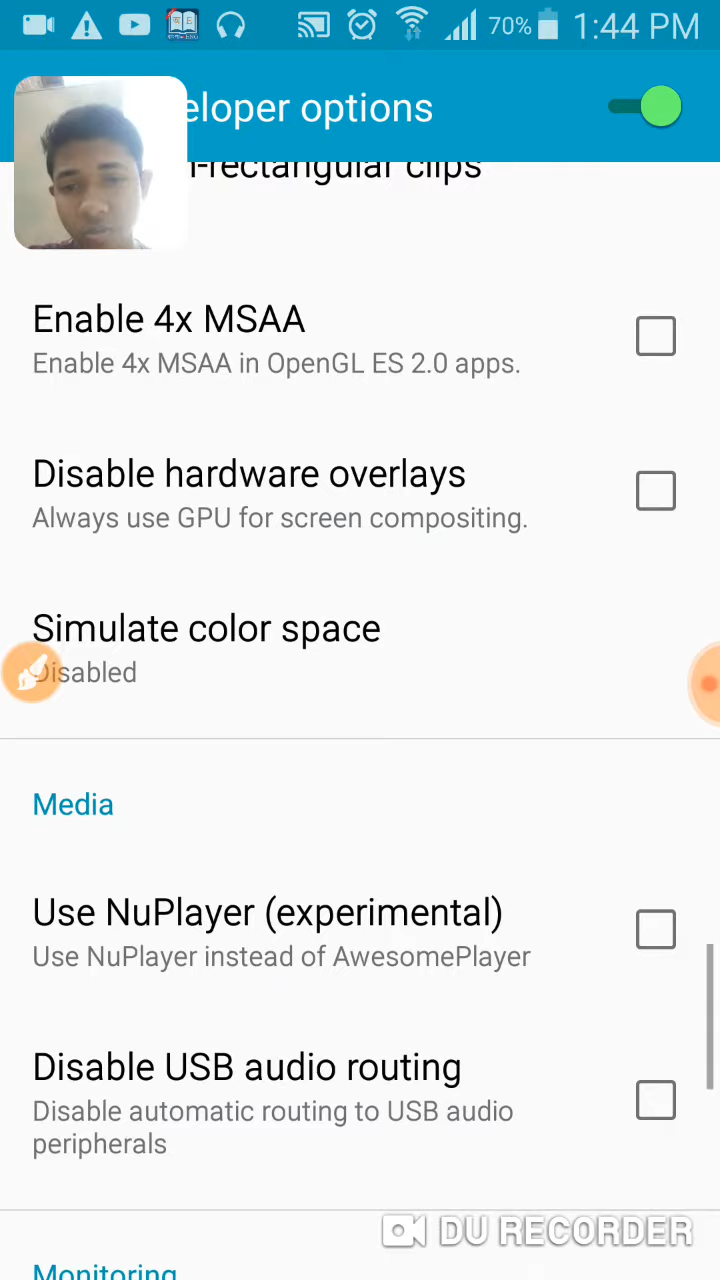 70% 1:44 PM
eloper options
-rectangular clips
Enable 4x MSAA
Enable 4x MSAA in OpenGL ES 2.0 apps.
Disable hardware overlays
Always use GPU for screen compositing.
Simulate color space
Disabled
Media
Use NuPlayer (experimental)
Use NuPlayer instead of AwesomePlayer
Disable USB audio routing
Disable automatic routing to USB audio
peripherals
DU RECORDER
Monitoring